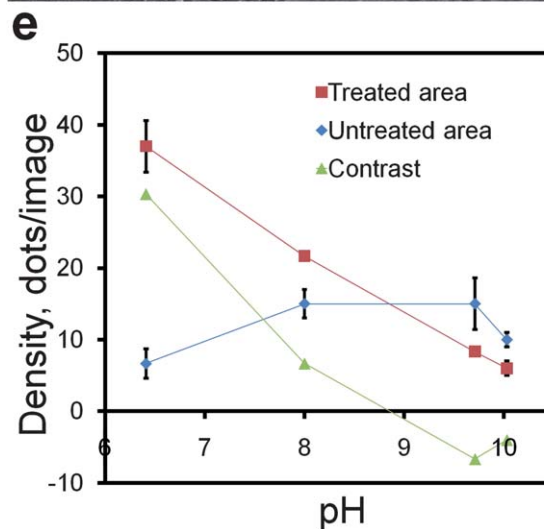 e
50
40
30
20
10
0
-10
Density, dots/image
Treated area
Untreated area
Contrast
6 7 8 9 10
pH